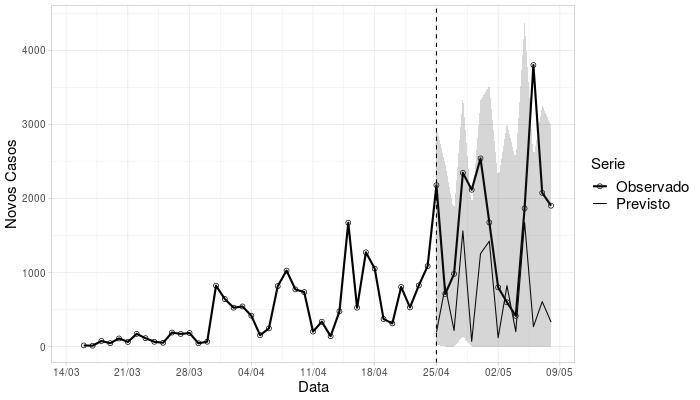 4000
3000
2000
1000
0
Novos Casos
14/03 21/03 28/03 04/04 11/04 18/04 25/04 02/05 09/05
Data
Serie
Observado
Previsto